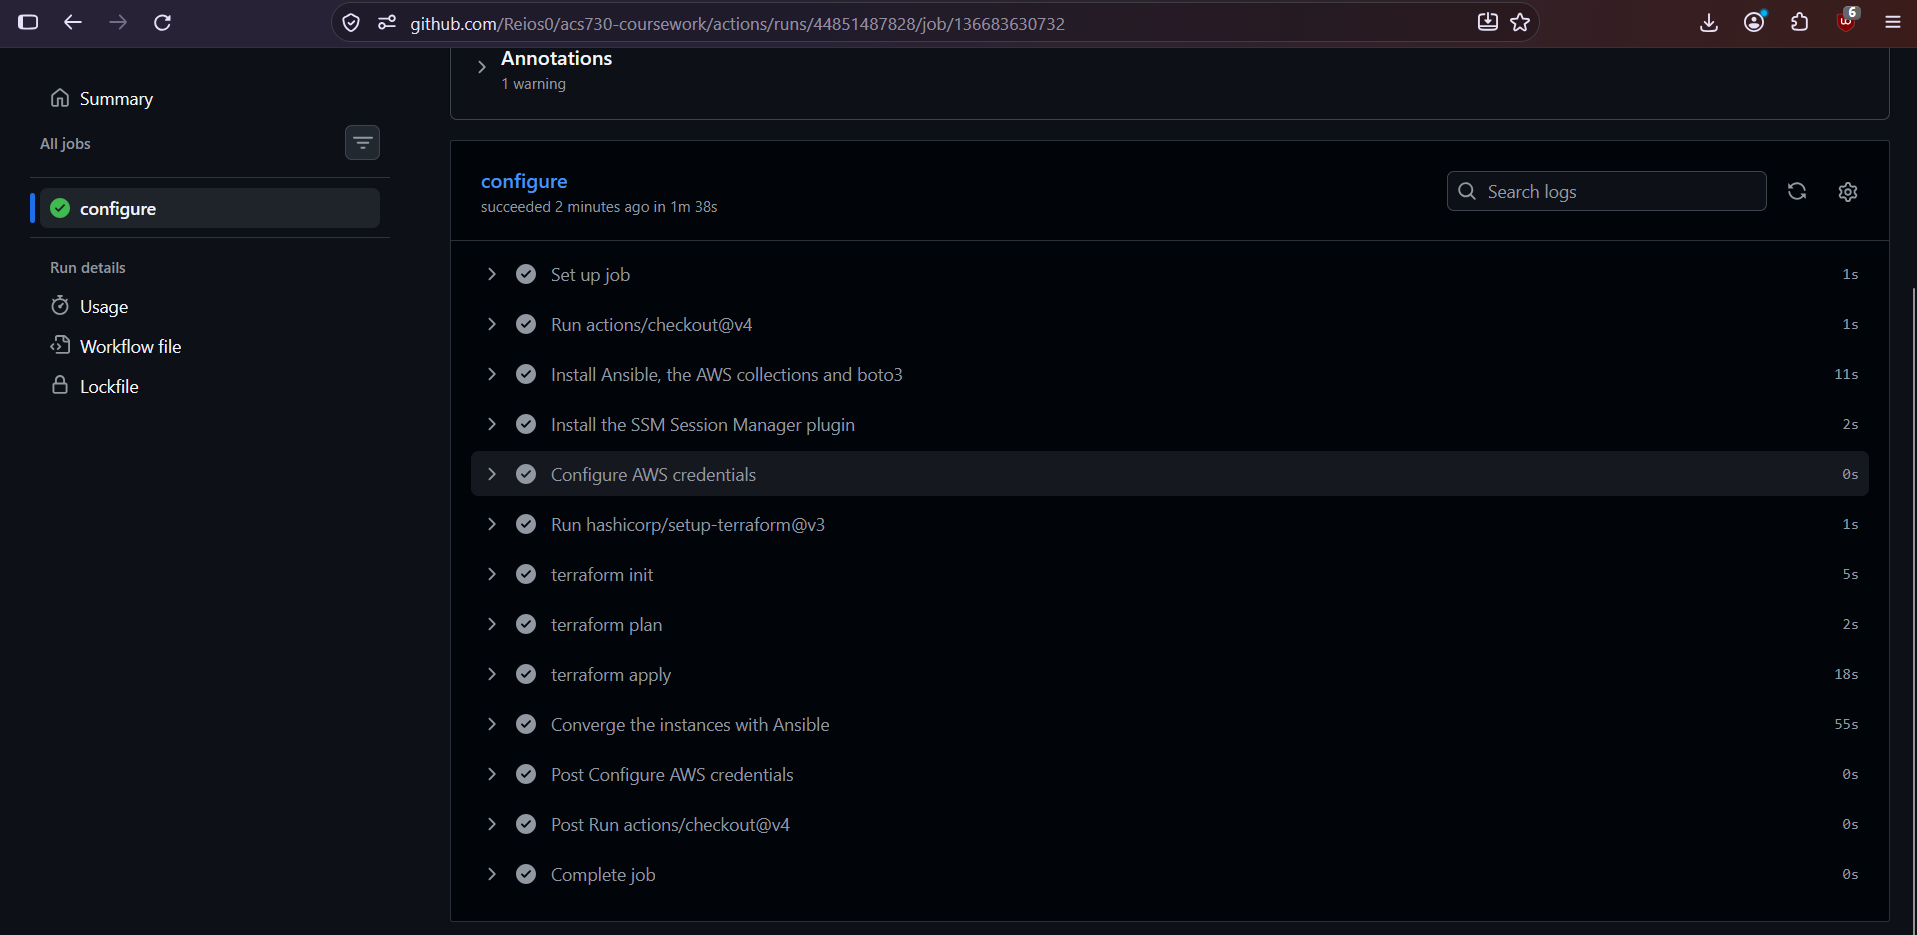 github.com/Reios0/acs730-coursework/actions/runs/44851487828/job/136683630732
6
Summary
All jobs
configure
Run details
Usage
Workflow file
Lockfile
Annotations
1 warning
configure
succeeded 2 minutes ago in 1m 38s
Search logs
Set up job 1s
Run actions/checkout@v4 1s
Install Ansible, the AWS collections and boto3 11s
Install the SSM Session Manager plugin 2s
Configure AWS credentials 0s
Run hashicorp/setup-terraform@v3 1s
terraform init 5s
terraform plan 2s
terraform apply 18s
Converge the instances with Ansible 55s
Post Configure AWS credentials 0s
Post Run actions/checkout@v4 0s
Complete job 0s